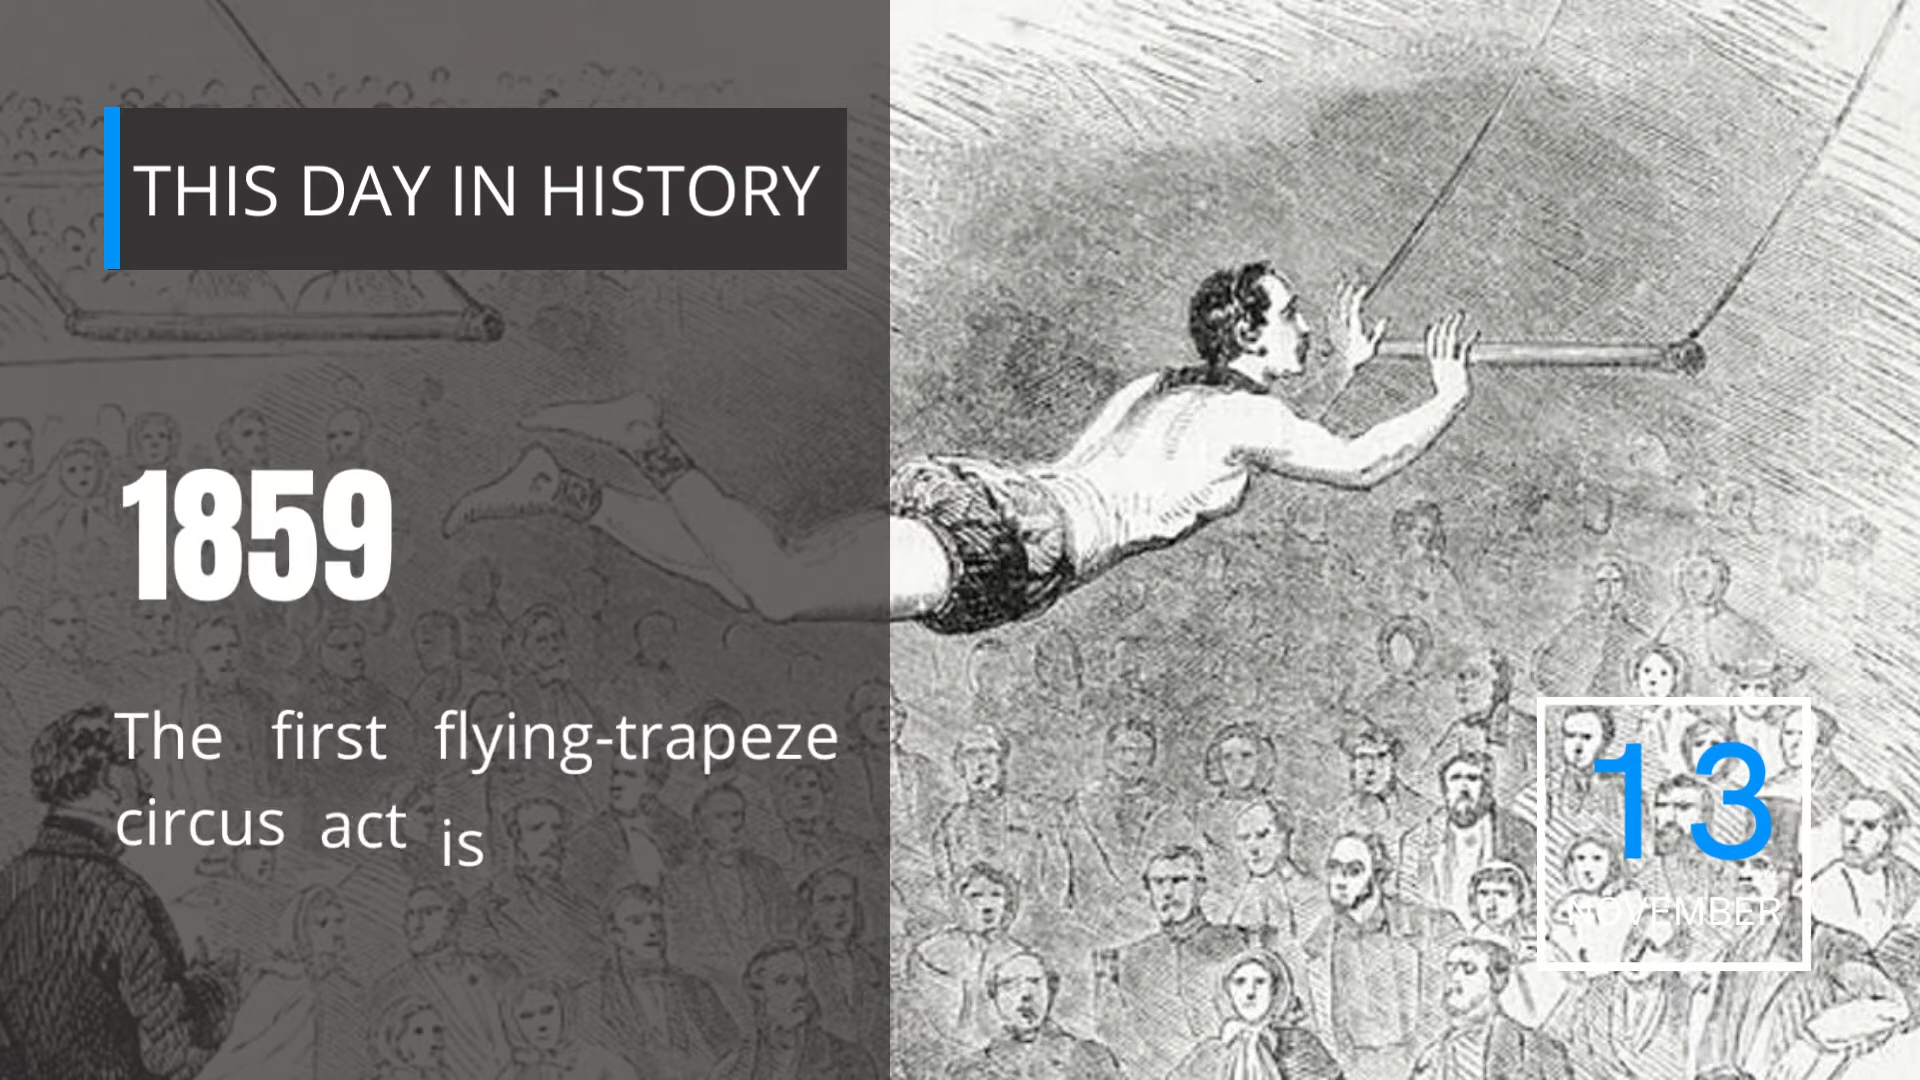 THIS DAY IN HISTORY
1859
The first flying-trapeze
circus act is
13
NOVEMBER